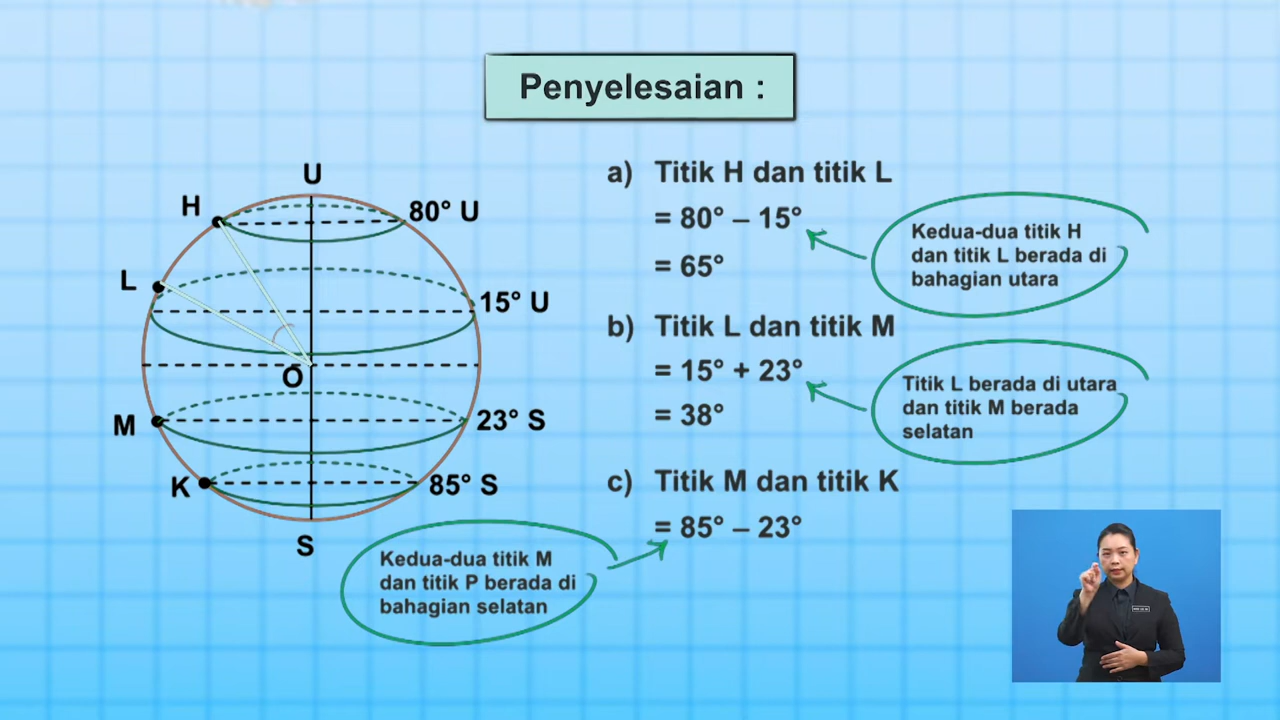 Penyelesaian :
U
H
80° U
L
15° U
O
M
23° S
K
85° S
S
a) Titik H dan titik L
= 80° – 15°
= 65°
Kedua-dua titik H
dan titik L berada di
bahagian utara
b) Titik L dan titik M
= 15° + 23°
= 38°
Titik L berada di utara
dan titik M berada
selatan
c) Titik M dan titik K
= 85° – 23°
Kedua-dua titik M
dan titik P berada di
bahagian selatan